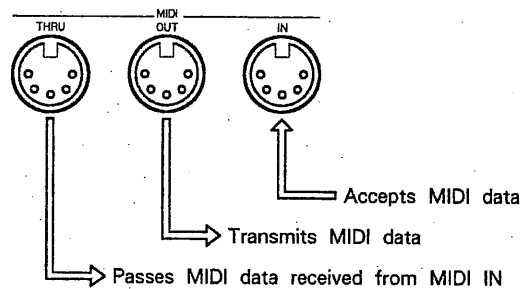 MIDI
THRU OUT IN
Accepts MIDI data
Transmits MIDI data
Passes MIDI data received from MIDI IN